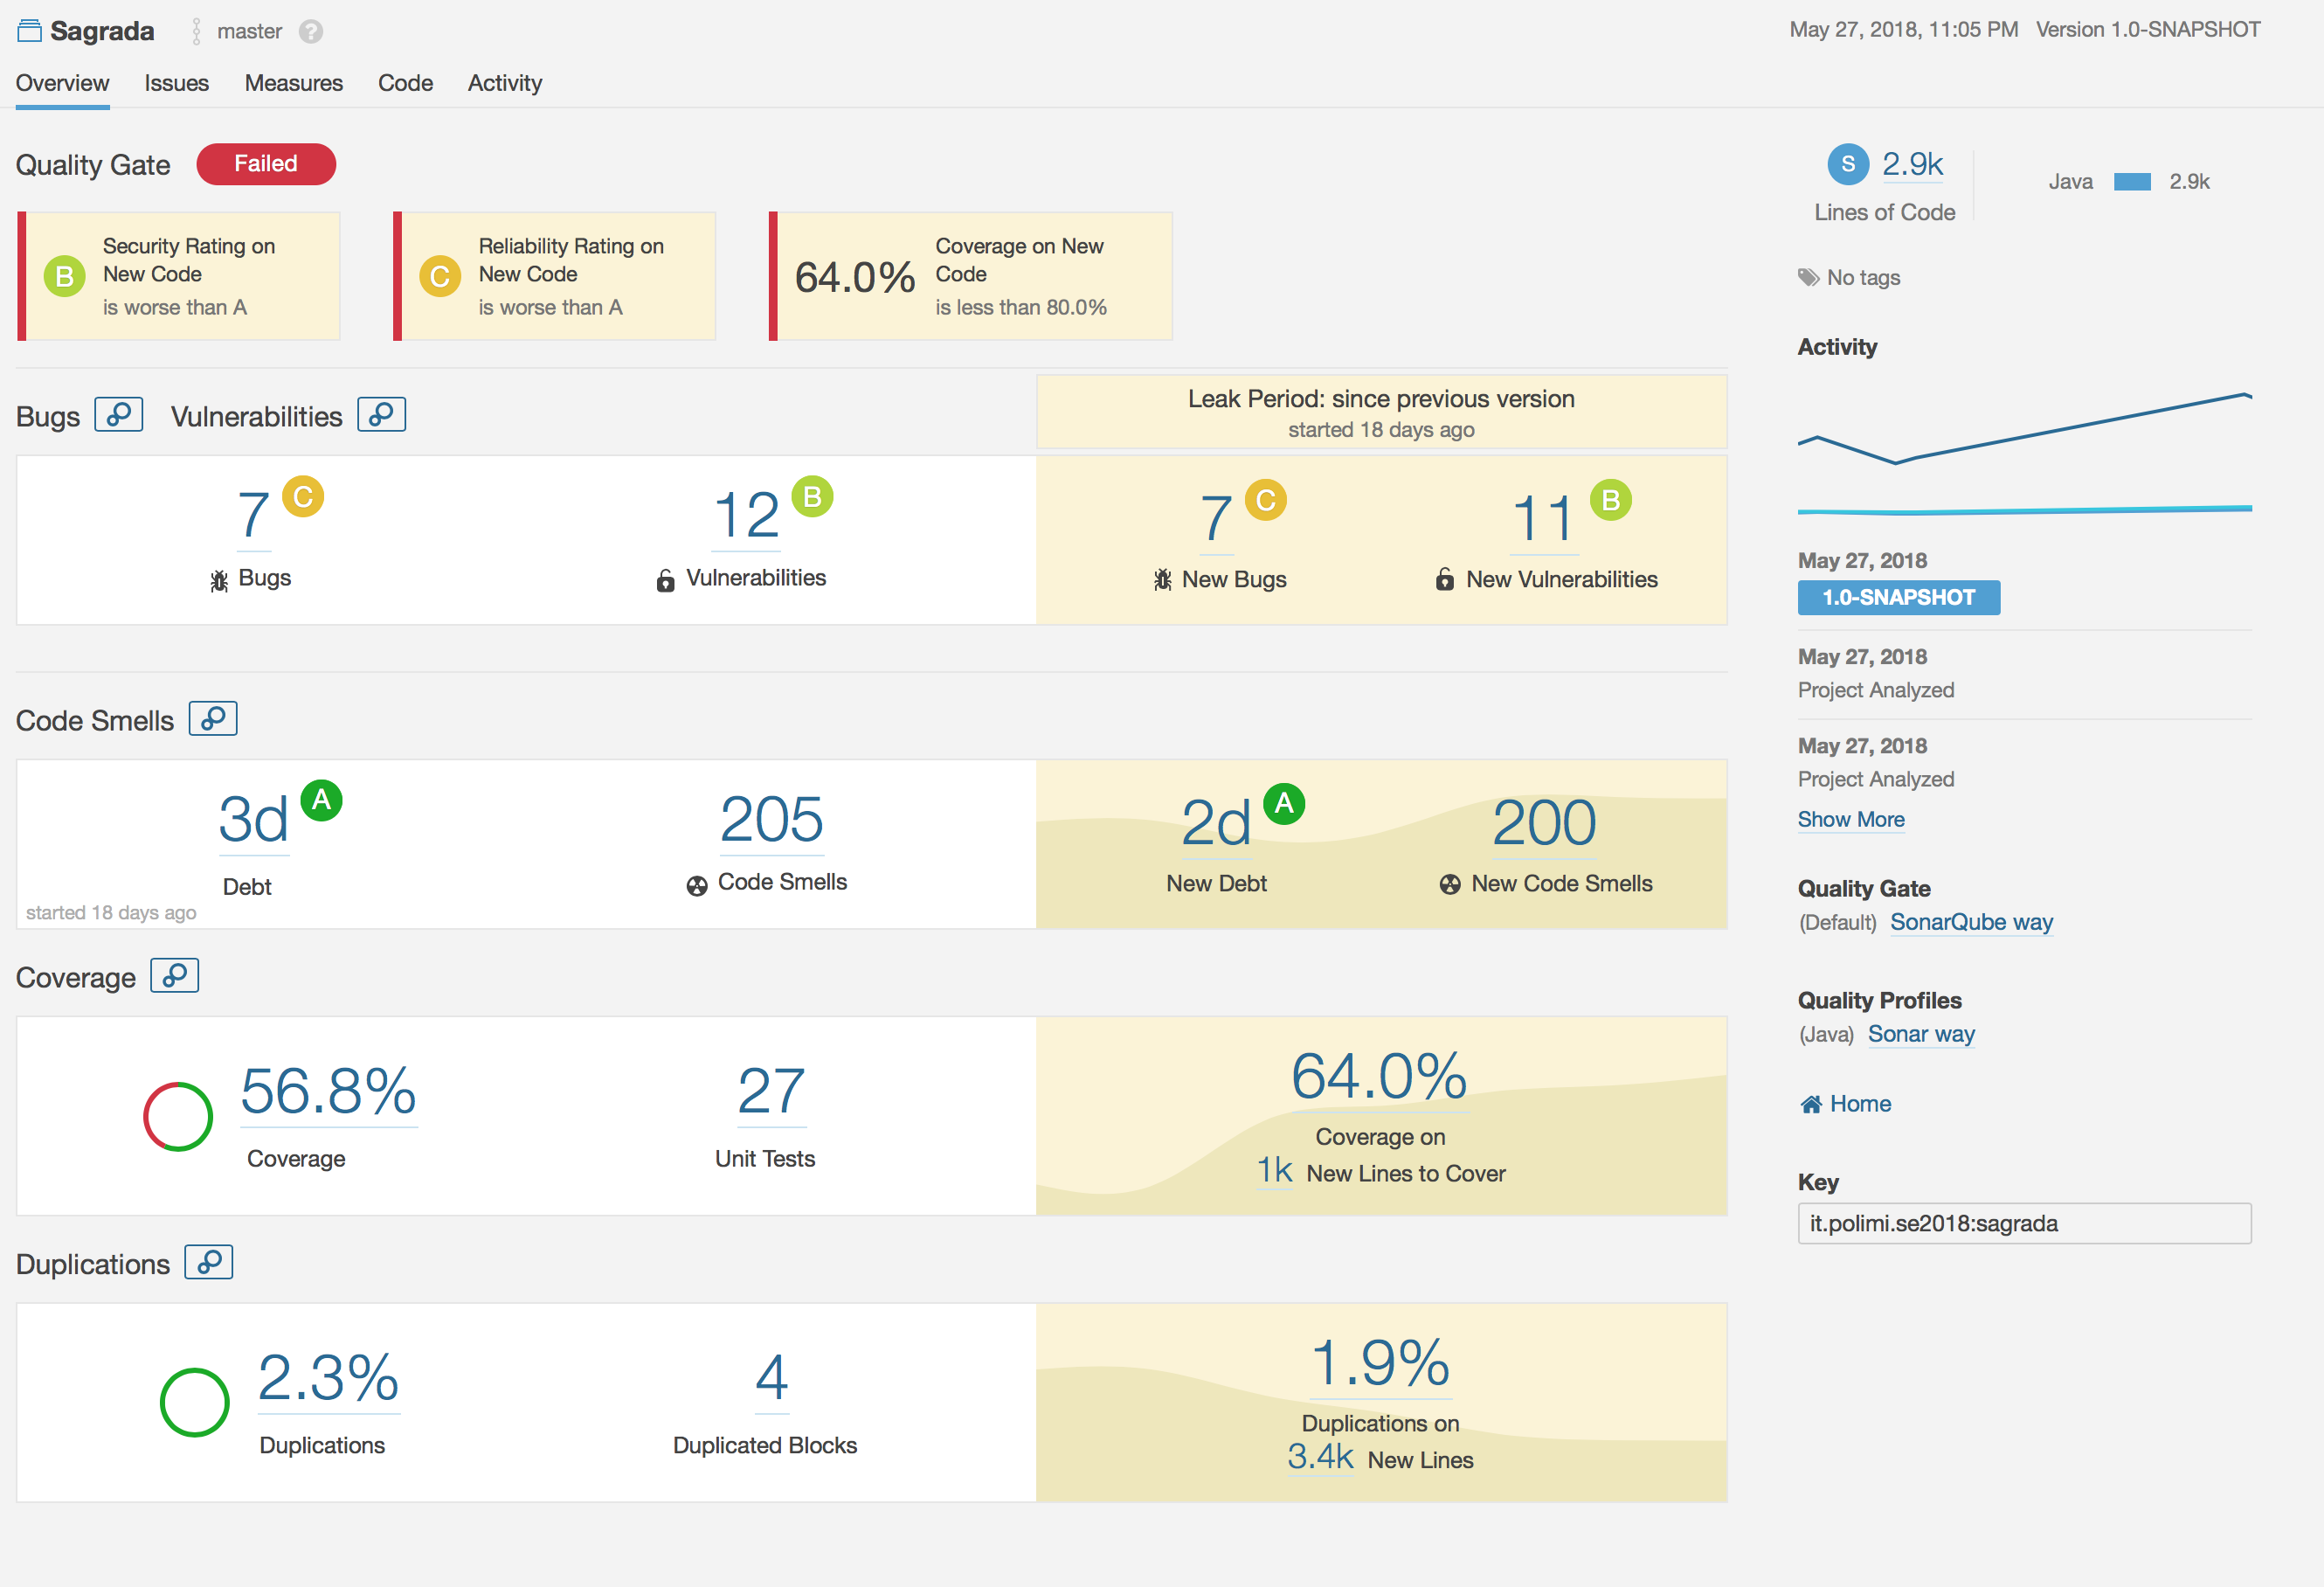 Sagrada master ?
May 27, 2018, 11:05 PM Version 1.0-SNAPSHOT
Overview Issues Measures Code Activity
Quality Gate Failed
B Security Rating on
New Code
is worse than A
C Reliability Rating on
New Code
is worse than A
64.0% Coverage on New
Code
is less than 80.0%
Bugs Vulnerabilities
Leak Period: since previous version
started 18 days ago
7 C
Bugs
12 B
Vulnerabilities
7 C
New Bugs
11 B
New Vulnerabilities
Code Smells
3d A
Debt
started 18 days ago
205
Code Smells
2d A
New Debt
200
New Code Smells
Coverage
56.8%
Coverage
27
Unit Tests
64.0%
Coverage on
1k New Lines to Cover
Duplications
2.3%
Duplications
4
Duplicated Blocks
1.9%
Duplications on
3.4k New Lines
S 2.9k
Lines of Code
Java 2.9k
No tags
Activity
May 27, 2018
1.0-SNAPSHOT
May 27, 2018
Project Analyzed
May 27, 2018
Project Analyzed
Show More
Quality Gate
(Default) SonarQube way
Quality Profiles
(Java) Sonar way
Home
Key
it.polimi.se2018:sagrada